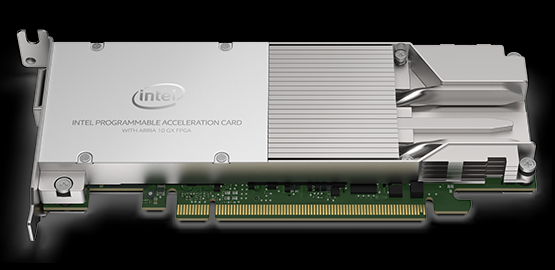 intel
INTEL PROGRAMMABLE ACCELERATION CARD
WITH ARRIA 10 GX FPGA